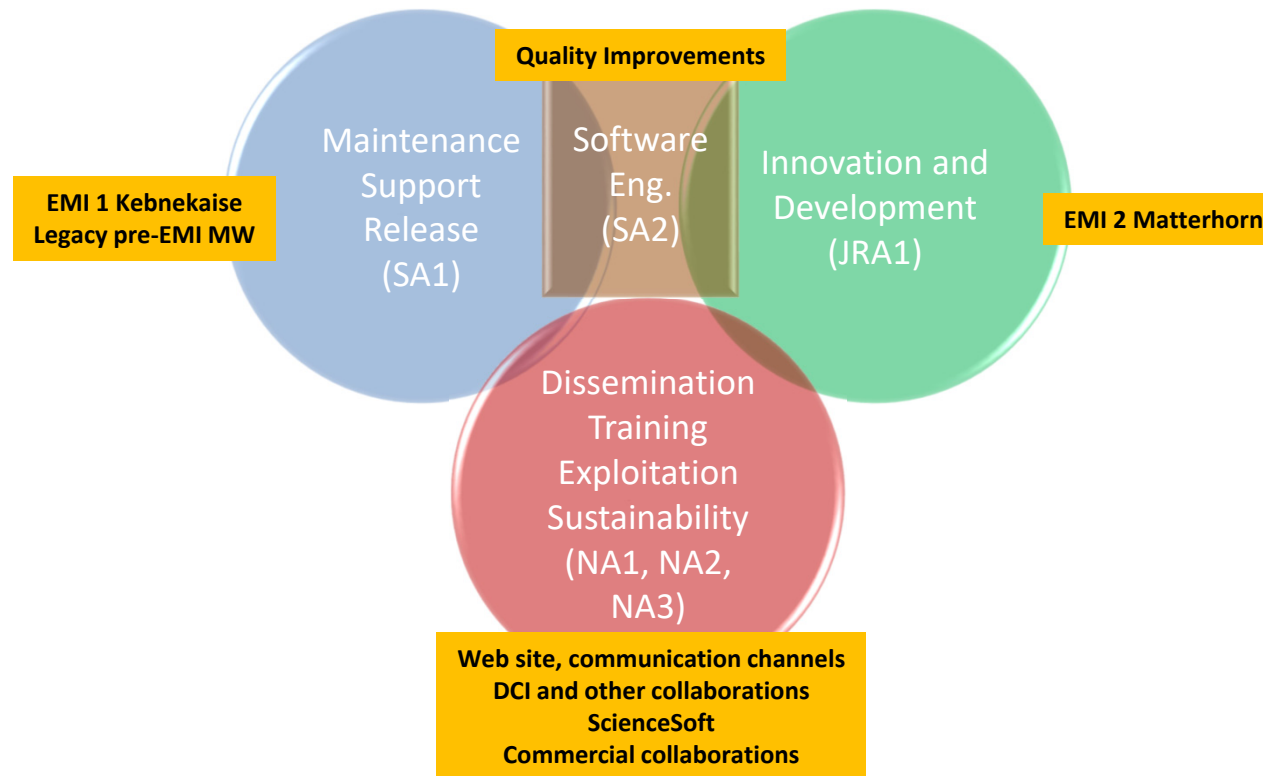 Quality Improvements
Maintenance
Support
Release
(SA1)
Software
Eng.
(SA2)
Innovation and
Development
(JRA1)
EMI 1 Kebnekaise
Legacy pre-EMI MW
EMI 2 Matterhorn
Dissemination
Training
Exploitation
Sustainability
(NA1, NA2,
NA3)
Web site, communication channels
DCI and other collaborations
ScienceSoft
Commercial collaborations